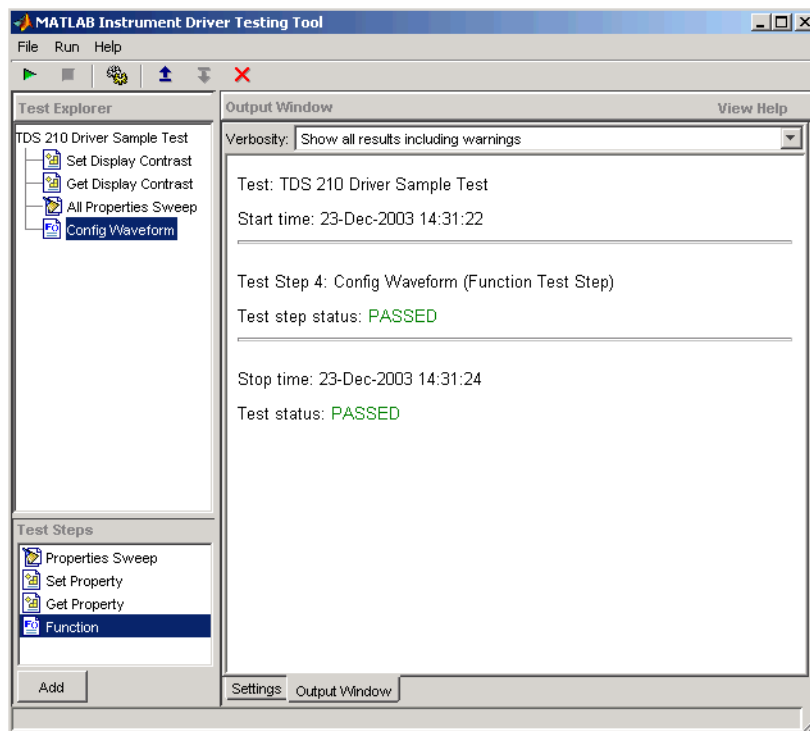 MATLAB Instrument Driver Testing Tool
File Run Help
Test Explorer
TDS 210 Driver Sample Test
Set Display Contrast
Get Display Contrast
All Properties Sweep
Config Waveform
Test Steps
Properties Sweep
Set Property
Get Property
Function
Add
Output Window View Help
Verbosity: Show all results including warnings
Test: TDS 210 Driver Sample Test
Start time: 23-Dec-2003 14:31:22
Test Step 4: Config Waveform (Function Test Step)
Test step status: PASSED
Stop time: 23-Dec-2003 14:31:24
Test status: PASSED
Settings Output Window